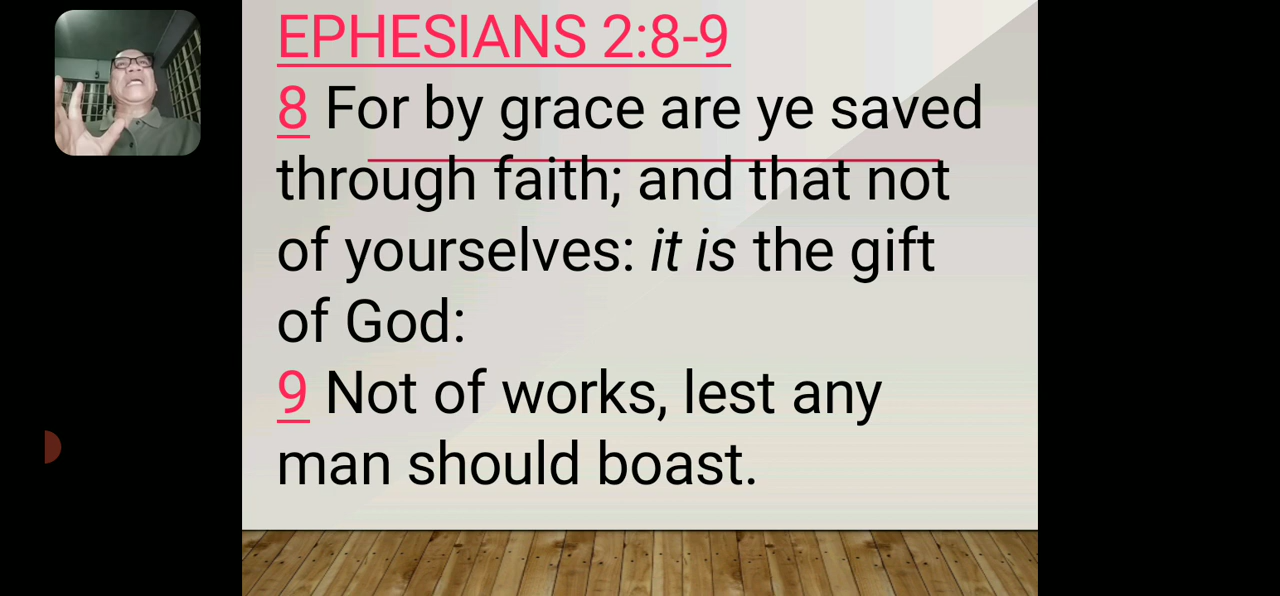 EPHESIANS 2:8-9
8 For by grace are ye saved
through faith; and that not
of yourselves: it is the gift
of God:
9 Not of works, lest any
man should boast.